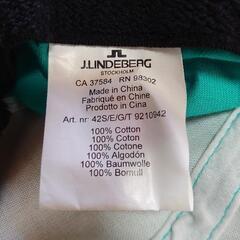 J.LINDEBERG
STOCKHOLM
CA 37584 RN 98302
Made in China
Fabriqué en Chine
Prodotto in Cina
Art. nr: 42S/E/G/T 9210942
100% Cotton
100% Coton
100% Cotone
100% Algodón
100% Baumwolle
100% Bomull